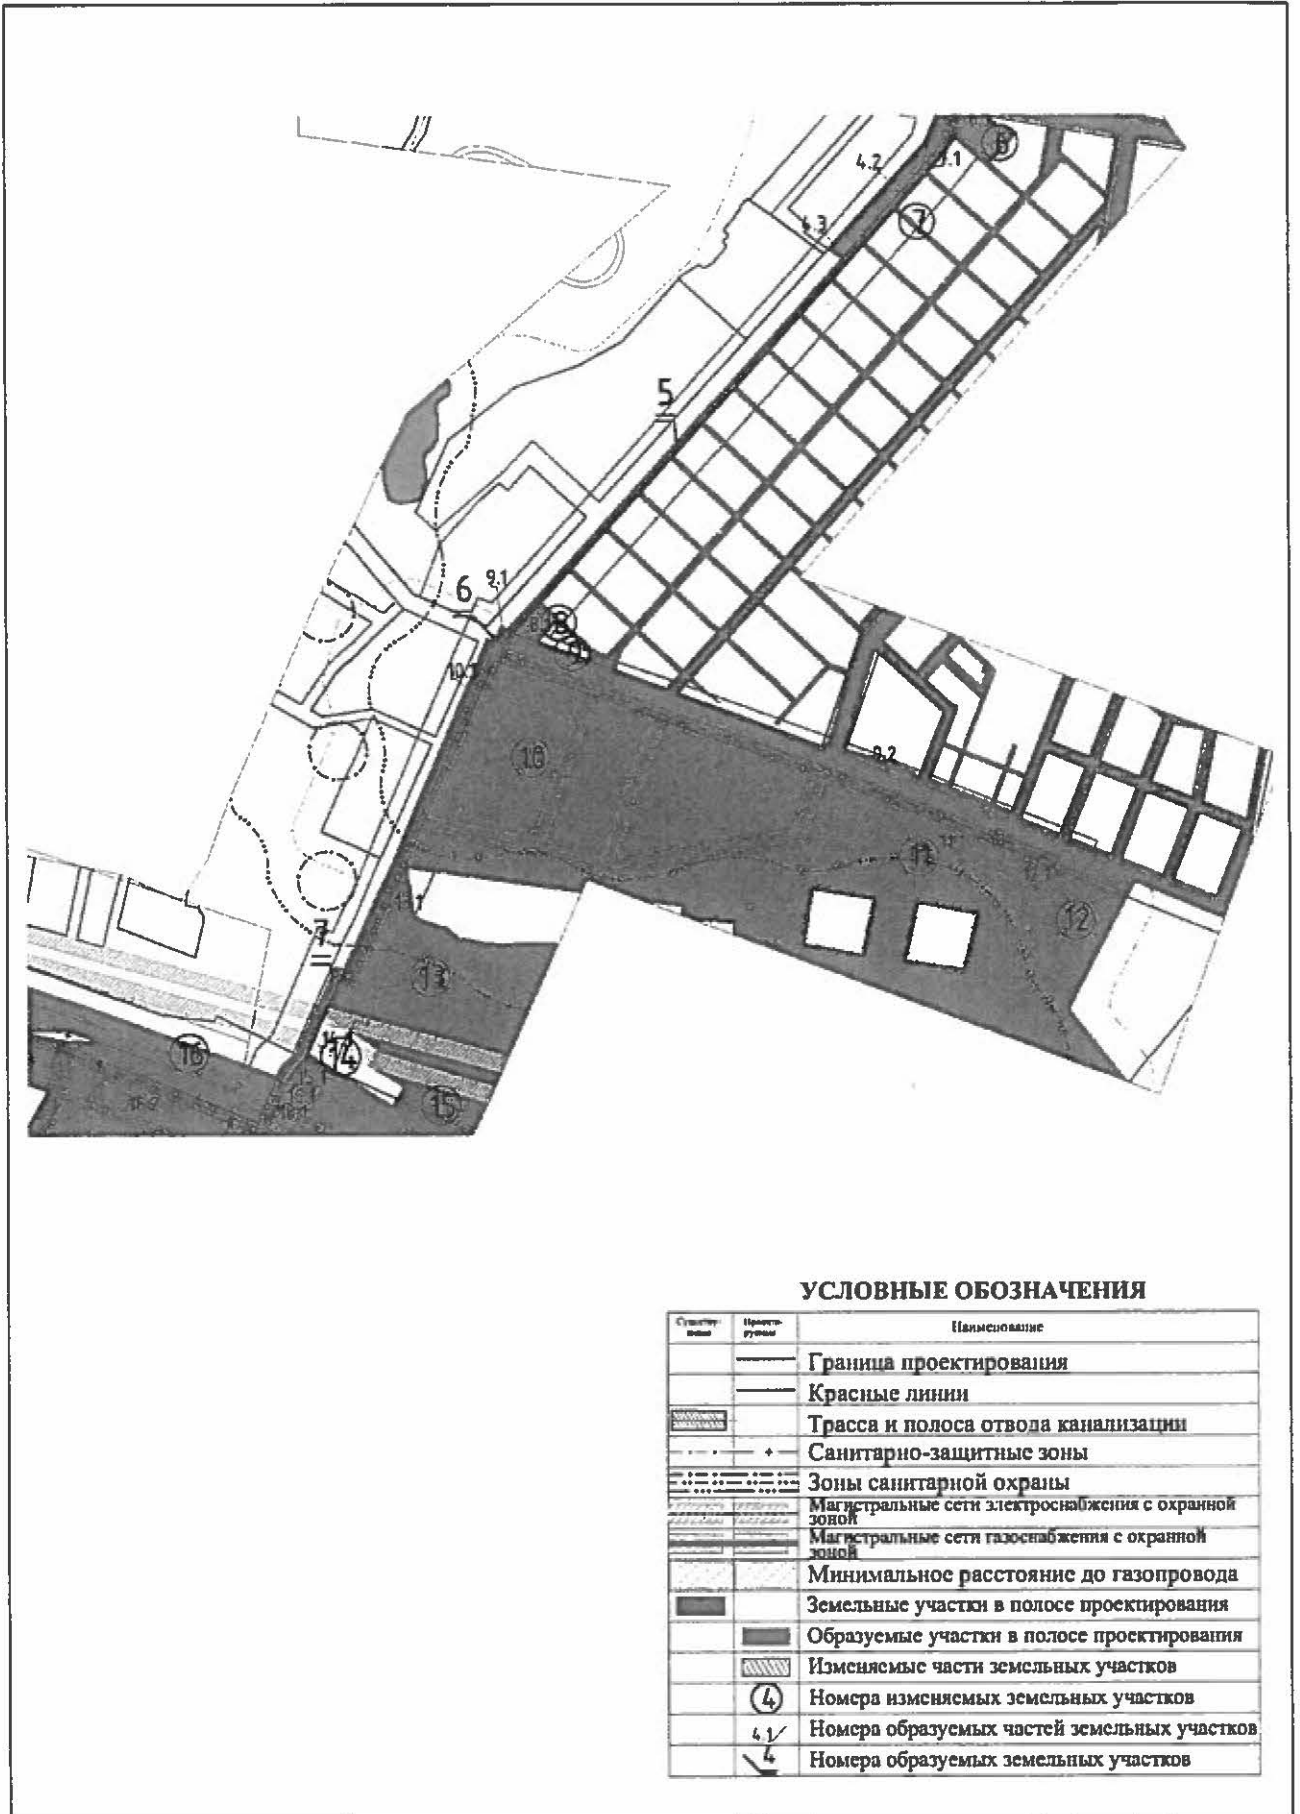 6
4.2
7
4.3
5
9.1
6
8
10.1
10
9.2
11
12
11.1
7
13
14
16
15
УСЛОВНЫЕ ОБОЗНАЧЕНИЯ
Наименование
Граница проектирования
Красные линии
Трасса и полоса отвода канализации
Санитарно-защитные зоны
Зоны санитарной охраны
Магистральные сети электроснабжения с охранной
зоной
Магистральные сети газоснабжения с охранной
зоной
Минимальное расстояние до газопровода
Земельные участки в полосе проектирования
Образуемые участки в полосе проектирования
Изменяемые части земельных участков
4 Номера изменяемых земельных участков
4.1 Номера образуемых частей земельных участков
4 Номера образуемых земельных участков